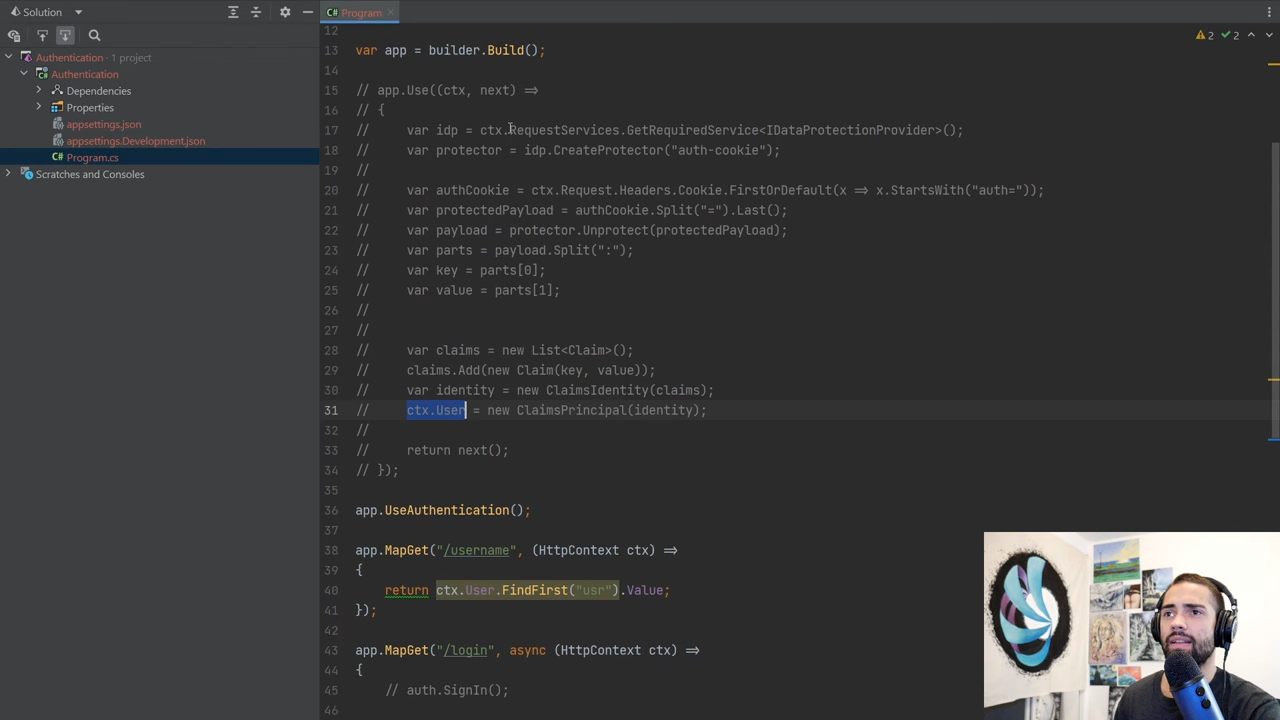 Solution
Program
Authentication · 1 project
Authentication
Dependencies
Properties
appsettings.json
appsettings.Development.json
C# Program.cs
Scratches and Consoles
2 2
12
13 var app = builder.Build();
14
15 // app.Use((ctx, next) =>
16 // {
17 //     var idp = ctx.RequestServices.GetRequiredService<IDataProtectionProvider>();
18 //     var protector = idp.CreateProtector("auth-cookie");
19 //
20 //     var authCookie = ctx.Request.Headers.Cookie.FirstOrDefault(x => x.StartsWith("auth="));
21 //     var protectedPayload = authCookie.Split("=").Last();
22 //     var payload = protector.Unprotect(protectedPayload);
23 //     var parts = payload.Split(":");
24 //     var key = parts[0];
25 //     var value = parts[1];
26 //
27 //
28 //     var claims = new List<Claim>();
29 //     claims.Add(new Claim(key, value));
30 //     var identity = new ClaimsIdentity(claims);
31 //     ctx.User = new ClaimsPrincipal(identity);
32 //
33 //     return next();
34 // });
35
36 app.UseAuthentication();
37
38 app.MapGet("/username", (HttpContext ctx) =>
39 {
40     return ctx.User.FindFirst("usr").Value;
41 });
42
43 app.MapGet("/login", async (HttpContext ctx) =>
44 {
45     // auth.SignIn();
46